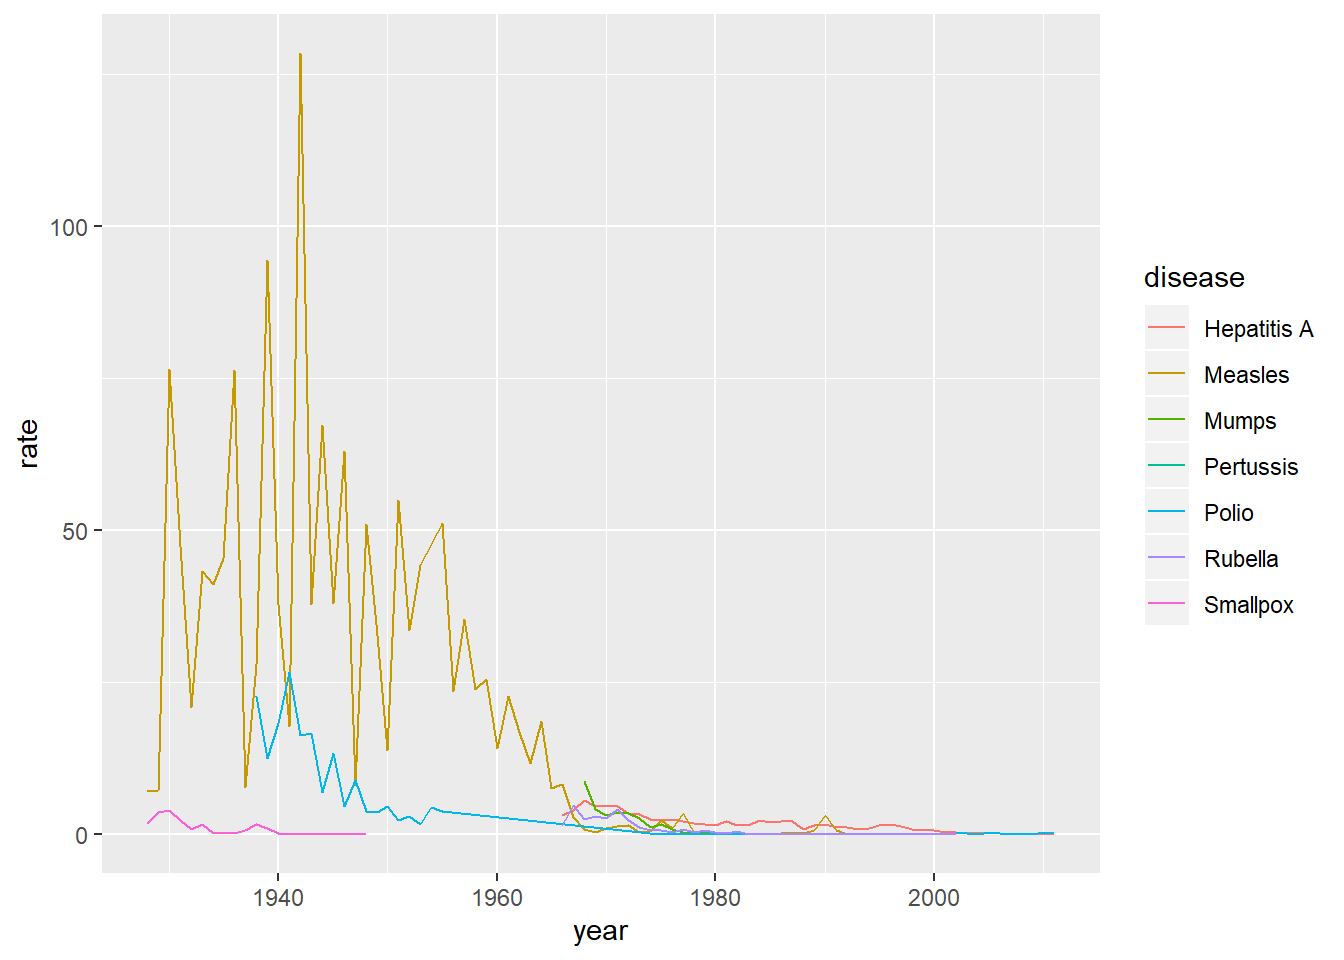 100
50
0
rate
1940
1960
1980
2000
year
disease
Hepatitis A
Measles
Mumps
Pertussis
Polio
Rubella
Smallpox